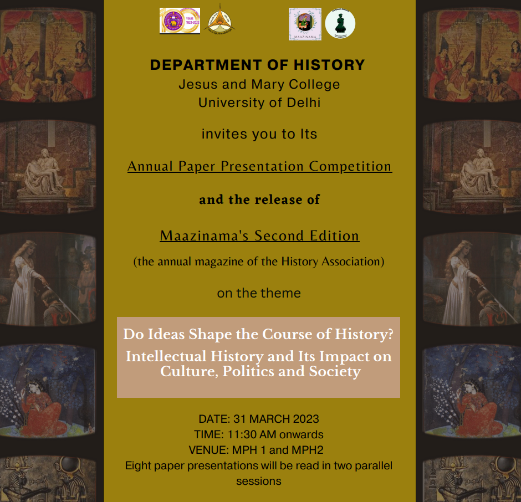 DEPARTMENT OF HISTORY
Jesus and Mary College
University of Delhi
invites you to Its
Annual Paper Presentation Competition
and the release of
Maazinama's Second Edition
(the annual magazine of the History Association)
on the theme
Do Ideas Shape the Course of History?
Intellectual History and Its Impact on
Culture, Politics and Society
DATE: 31 MARCH 2023
TIME: 11:30 AM onwards
VENUE: MPH 1 and MPH2
Eight paper presentations will be read in two parallel
sessions